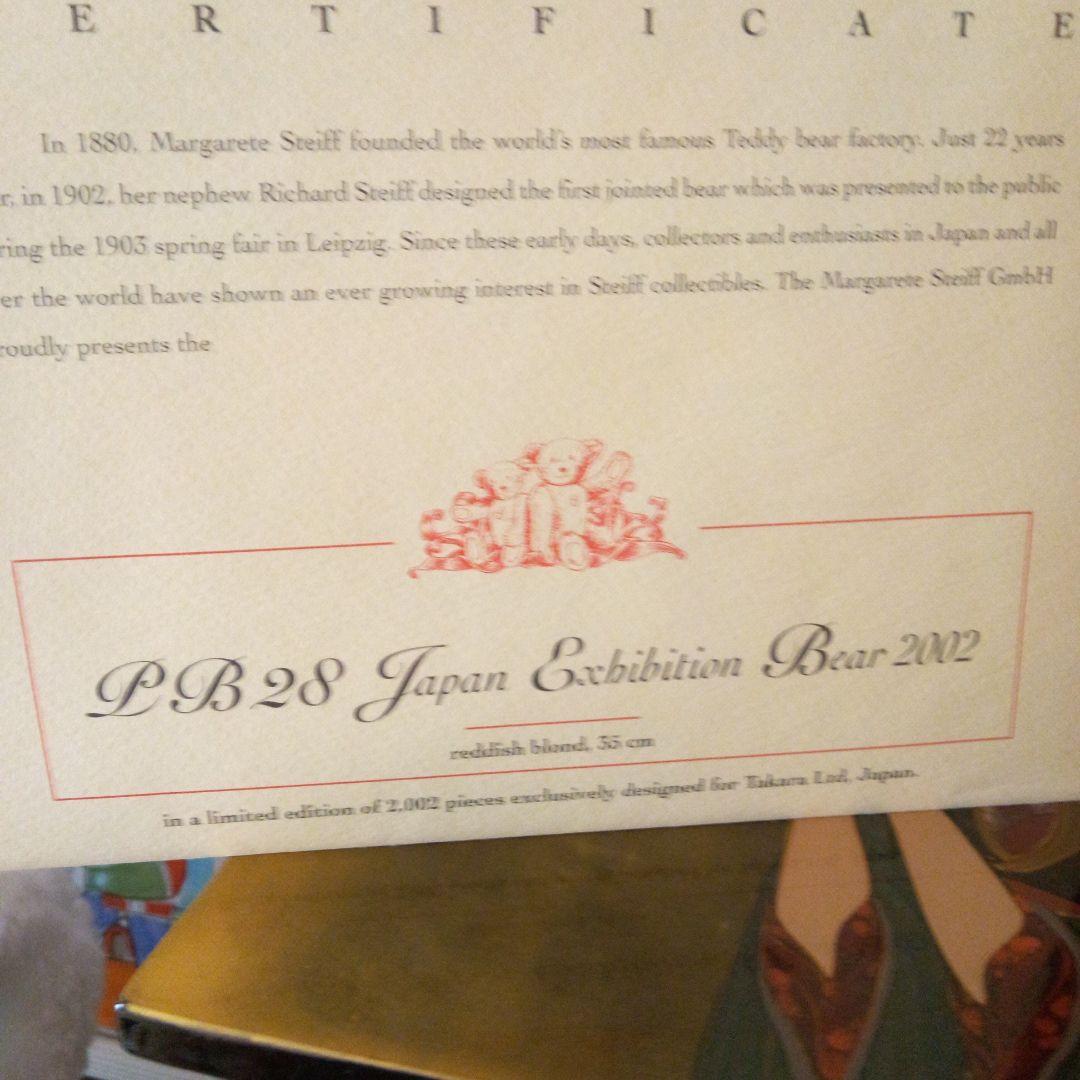 E R T I F I C A T E
In 1880, Margarete Steiff founded the world's most famous Teddy bear factory. Just 22 years
r, in 1902, her nephew Richard Steiff designed the first jointed bear which was presented to the public
ring the 1903 spring fair in Leipzig. Since these early days, collectors and enthusiasts in Japan and all
er the world have shown an ever growing interest in Steiff collectibles. The Margarete Steiff GmbH
roudly presents the
PB 28 Japan Exhibition Bear 2002
reddish blond, 35 cm
in a limited edition of 2,002 pieces exclusively designed for Takara Ltd, Japan.